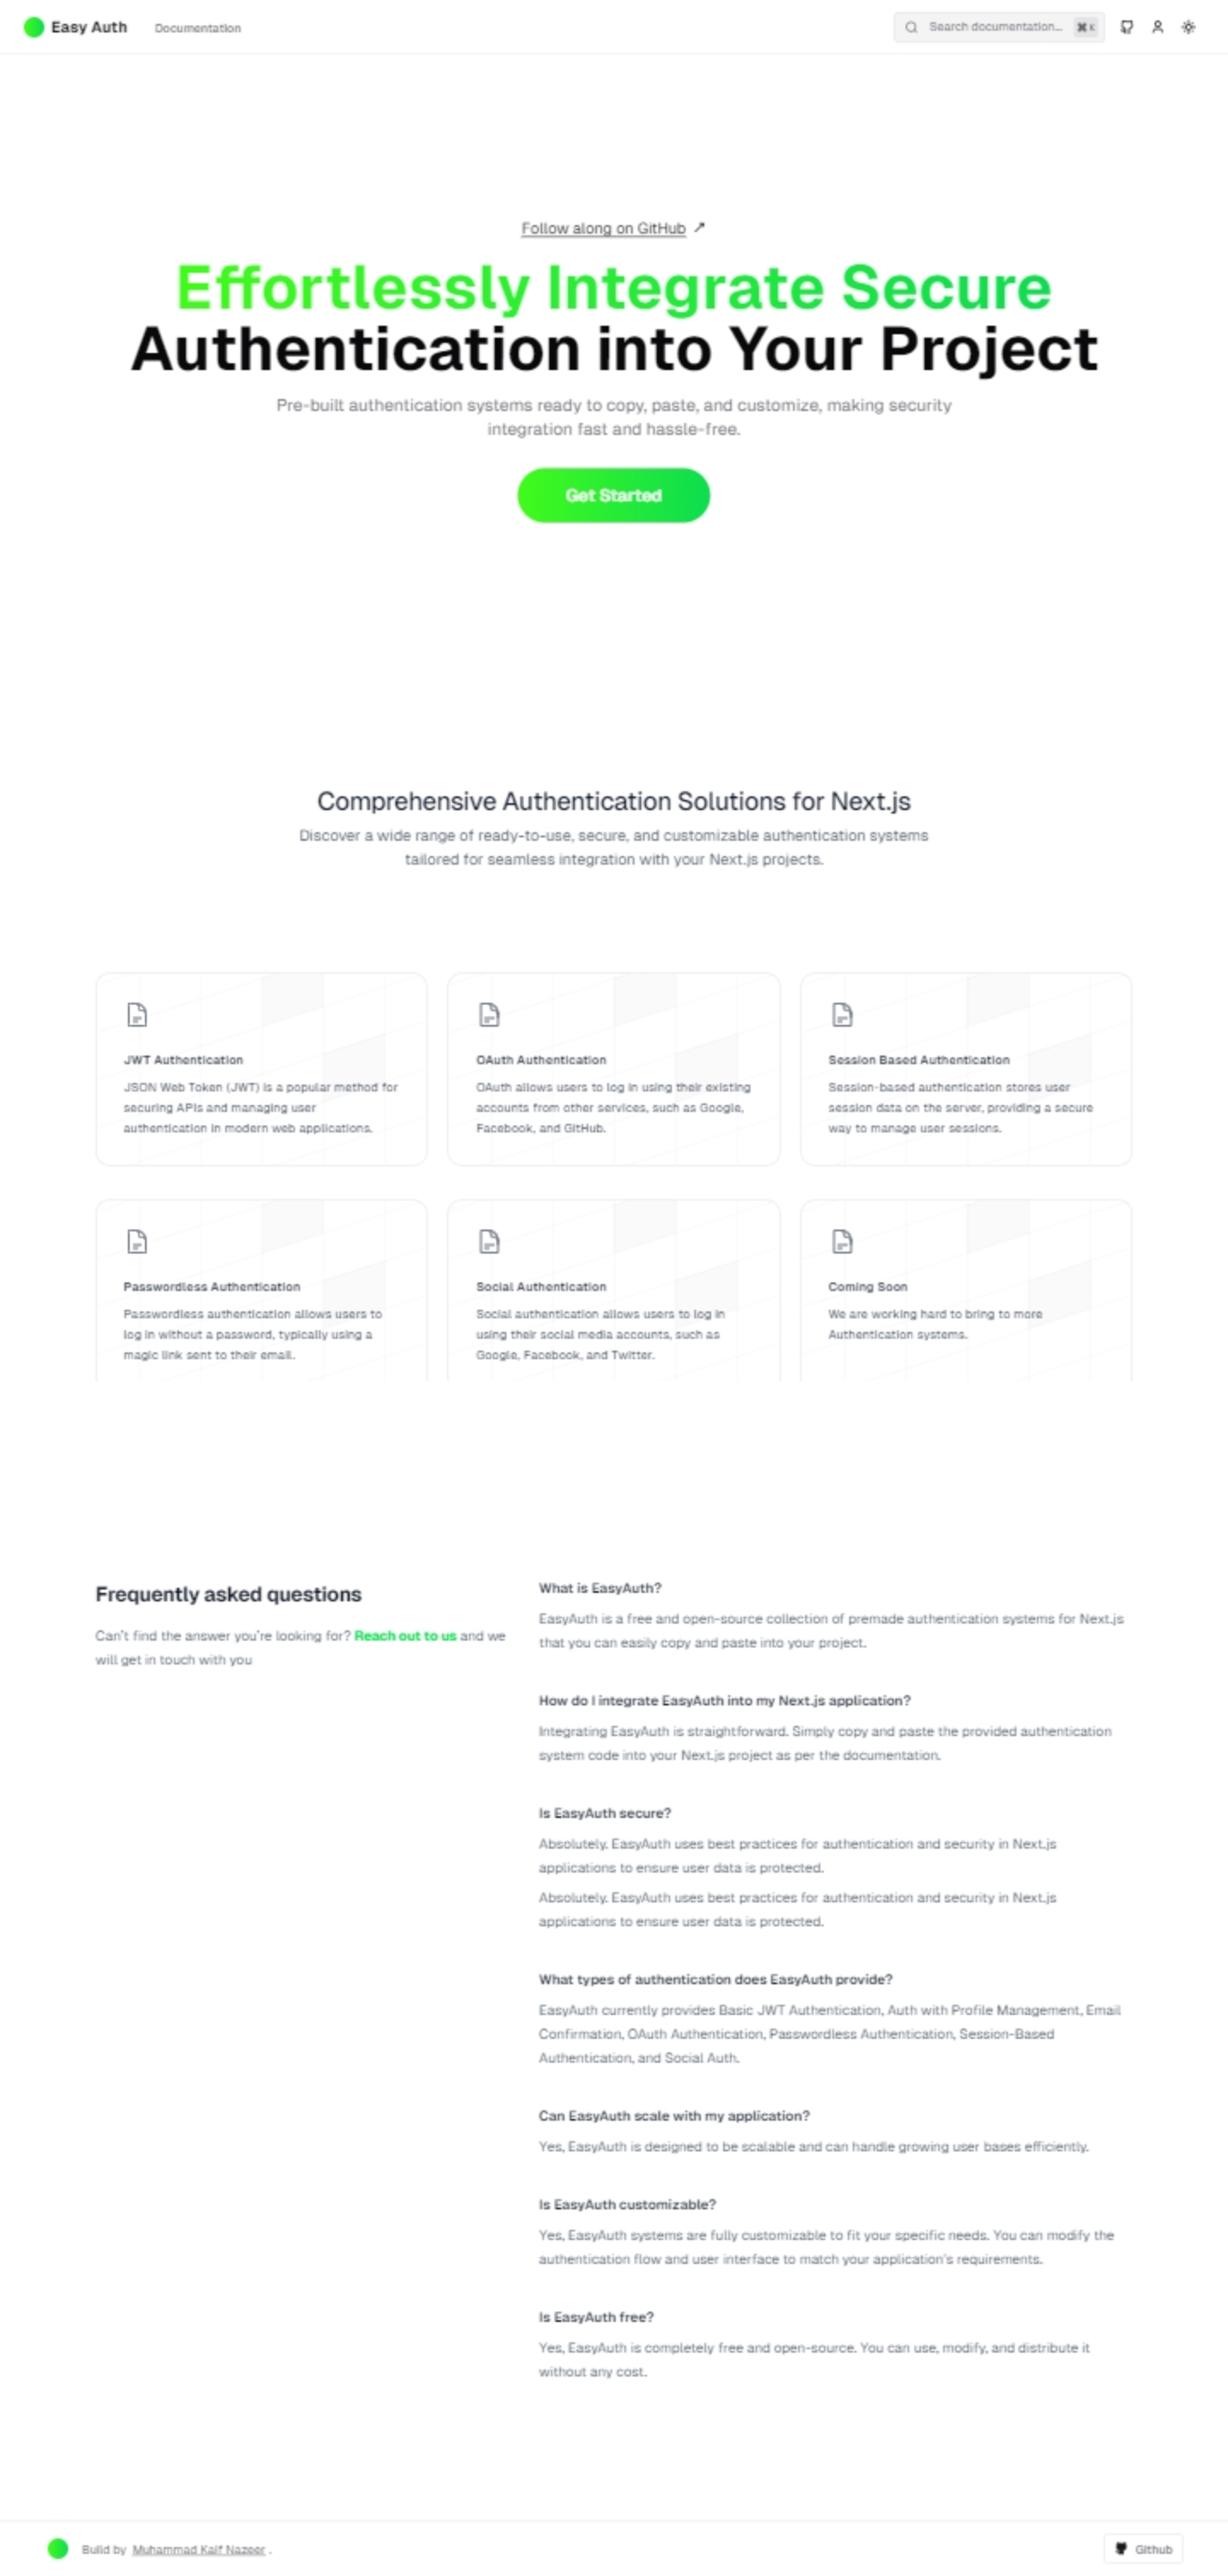 Easy Auth
Documentation
Search documentation...
⌘K
Follow along on GitHub ↗
Effortlessly Integrate Secure
Authentication into Your Project
Pre-built authentication systems ready to copy, paste, and customize, making security
integration fast and hassle-free.
Get Started
Comprehensive Authentication Solutions for Next.js
Discover a wide range of ready-to-use, secure, and customizable authentication systems
tailored for seamless integration with your Next.js projects.
JWT Authentication
JSON Web Token (JWT) is a popular method for
securing APIs and managing user
authentication in modern web applications.
OAuth Authentication
OAuth allows users to log in using their existing
accounts from other services, such as Google,
Facebook, and GitHub.
Session Based Authentication
Session-based authentication stores user
session data on the server, providing a secure
way to manage user sessions.
Passwordless Authentication
Passwordless authentication allows users to
log in without a password, typically using a
magic link sent to their email.
Social Authentication
Social authentication allows users to log in
using their social media accounts, such as
Google, Facebook, and Twitter.
Coming Soon
We are working hard to bring to more
Authentication systems.
Frequently asked questions
Can't find the answer you're looking for? Reach out to us and we
will get in touch with you
What is EasyAuth?
EasyAuth is a free and open-source collection of premade authentication systems for Next.js
that you can easily copy and paste into your project.
How do I integrate EasyAuth into my Next.js application?
Integrating EasyAuth is straightforward. Simply copy and paste the provided authentication
system code into your Next.js project as per the documentation.
Is EasyAuth secure?
Absolutely. EasyAuth uses best practices for authentication and security in Next.js
applications to ensure user data is protected.
Absolutely. EasyAuth uses best practices for authentication and security in Next.js
applications to ensure user data is protected.
What types of authentication does EasyAuth provide?
EasyAuth currently provides Basic JWT Authentication, Auth with Profile Management, Email
Confirmation, OAuth Authentication, Passwordless Authentication, Session-Based
Authentication, and Social Auth.
Can EasyAuth scale with my application?
Yes, EasyAuth is designed to be scalable and can handle growing user bases efficiently.
Is EasyAuth customizable?
Yes, EasyAuth systems are fully customizable to fit your specific needs. You can modify the
authentication flow and user interface to match your application's requirements.
Is EasyAuth free?
Yes, EasyAuth is completely free and open-source. You can use, modify, and distribute it
without any cost.
Build by Muhammad Kaif Nazeer .
Github